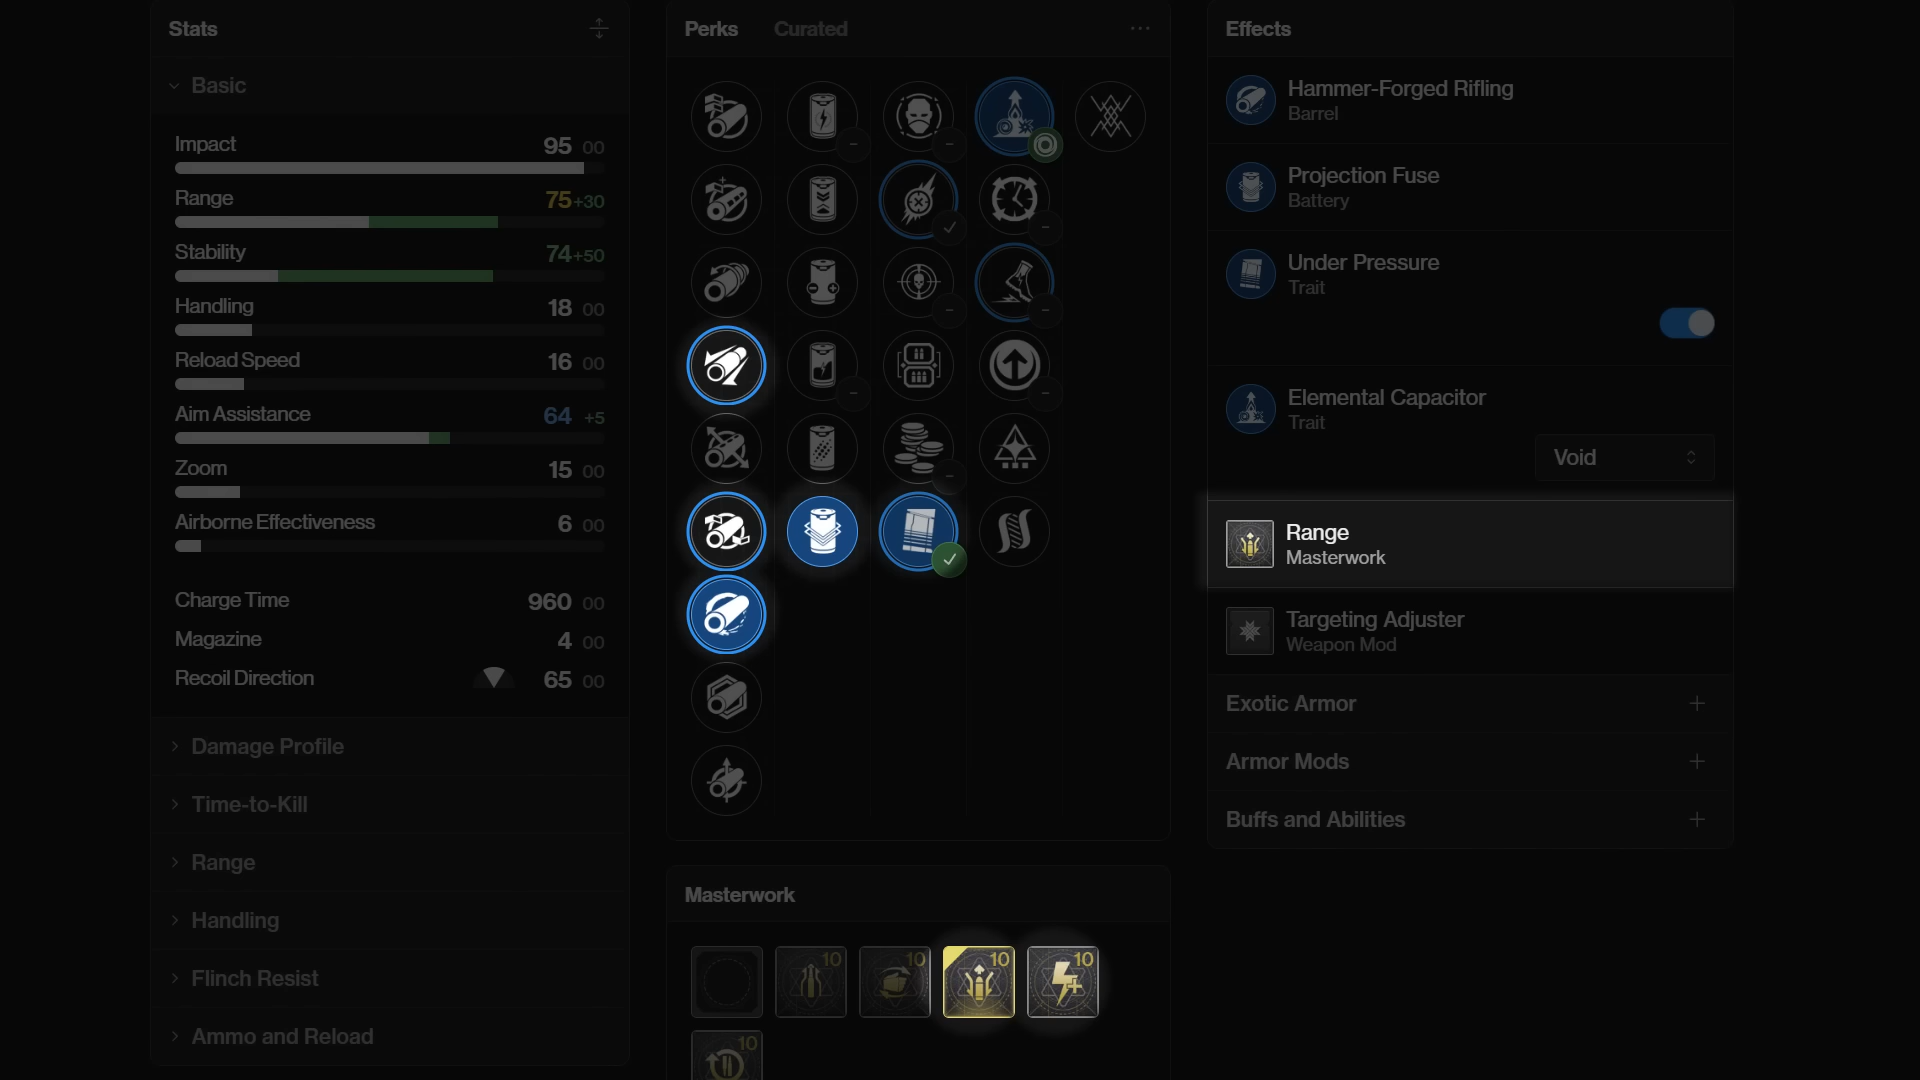 Stats
Basic
Impact 95 00
Range 75 +30
Stability 74 +50
Handling 18 00
Reload Speed 16 00
Aim Assistance 64 +5
Zoom 15 00
Airborne Effectiveness 6 00
Charge Time 960 00
Magazine 4 00
Recoil Direction 65 00
Damage Profile
Time-to-Kill
Range
Handling
Flinch Resist
Ammo and Reload
Perks Curated
Masterwork
10 10 10 10
10
Effects
Hammer-Forged Rifling
Barrel
Projection Fuse
Battery
Under Pressure
Trait
Elemental Capacitor
Trait
Void
Range
Masterwork
Targeting Adjuster
Weapon Mod
Exotic Armor
Armor Mods
Buffs and Abilities